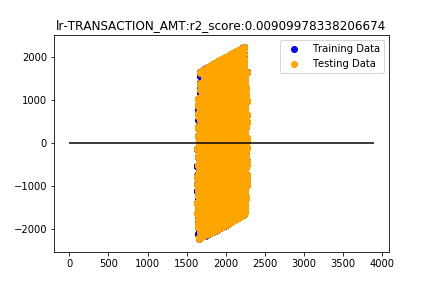 lr-TRANSACTION_AMT:r2_score:0.00909978338206674
Training Data
Testing Data
2000
1000
0
−1000
−2000
0 500 1000 1500 2000 2500 3000 3500 4000